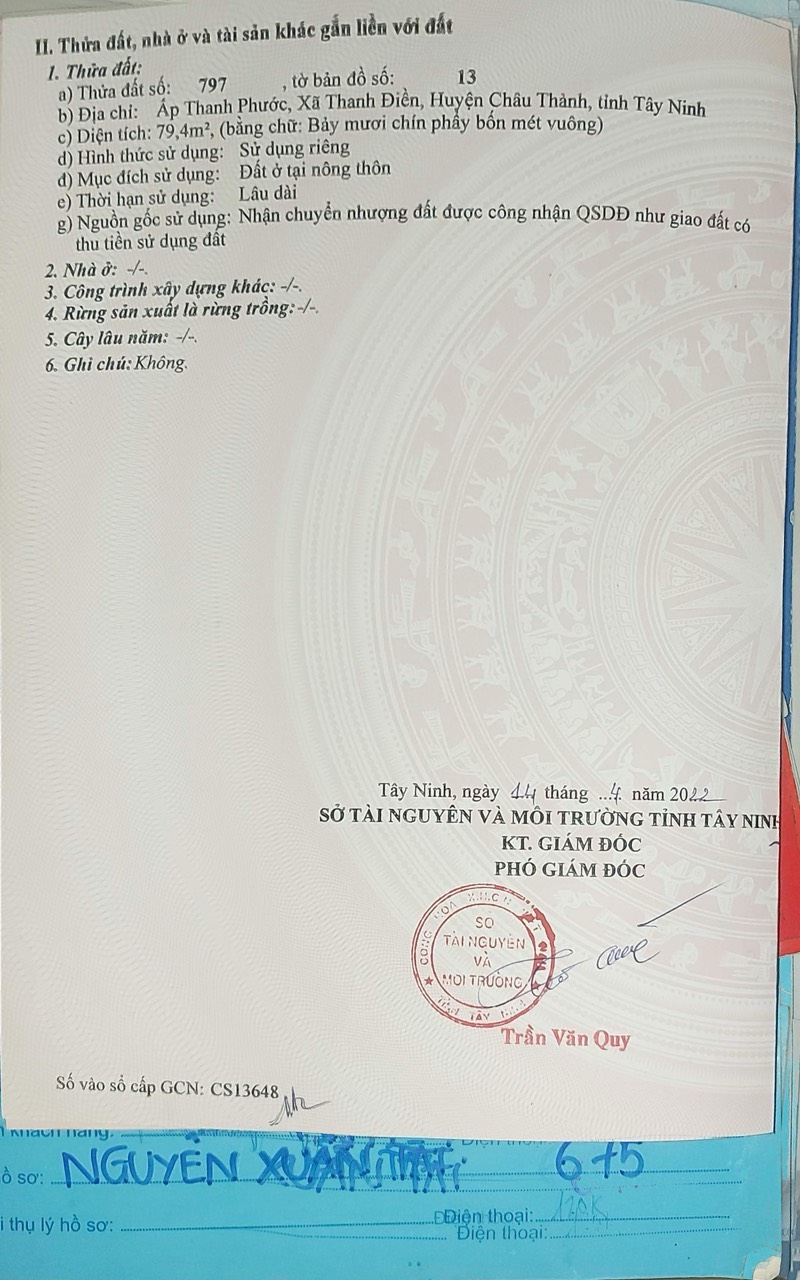 II. Thửa đất, nhà ở và tài sản khác gắn liền với đất
1. Thửa đất:
a) Thửa đất số: 797 , tờ bản đồ số: 13
b) Địa chỉ: Ấp Thanh Phước, Xã Thanh Điền, Huyện Châu Thành, tỉnh Tây Ninh
c) Diện tích: 79,4m², (bằng chữ: Bảy mươi chín phẩy bốn mét vuông)
d) Hình thức sử dụng: Sử dụng riêng
đ) Mục đích sử dụng: Đất ở tại nông thôn
e) Thời hạn sử dụng: Lâu dài
g) Nguồn gốc sử dụng: Nhận chuyển nhượng đất được công nhận QSDĐ như giao đất có
thu tiền sử dụng đất
2. Nhà ở: -/-.
3. Công trình xây dựng khác: -/-.
4. Rừng sản xuất là rừng trồng: -/-.
5. Cây lâu năm: -/-.
6. Ghi chú: Không.
Tây Ninh, ngày 14 tháng ...4 năm 2022
SỞ TÀI NGUYÊN VÀ MÔI TRƯỜNG TỈNH TÂY NINH
KT. GIÁM ĐỐC
PHÓ GIÁM ĐỐC
SỞ
TÀI NGUYÊN
VÀ
MÔI TRƯỜNG
Trần Văn Quy
Số vào sổ cấp GCN: CS13648
khách hàng:
ồ sơ: NGUYỄN XUÂN 6+5
i thụ lý hồ sơ: Điện thoại:
Điện thoại: